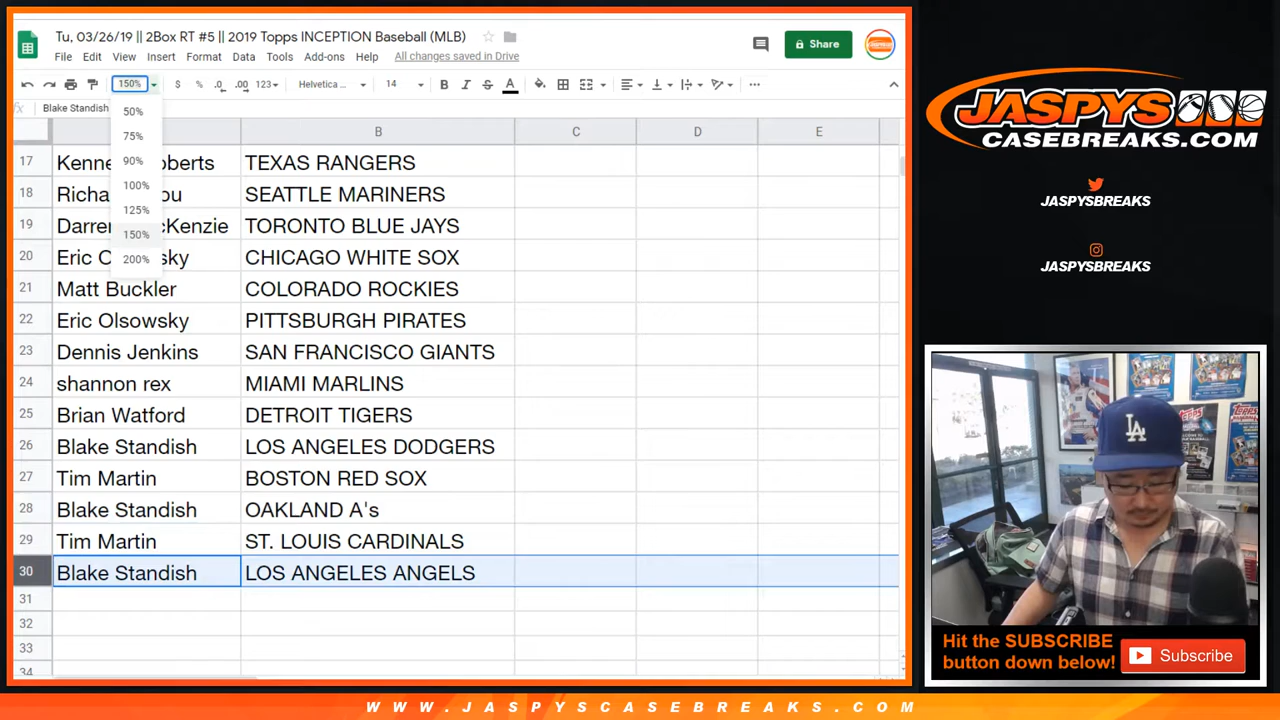 Tu, 03/26/19 || 2Box RT #5 || 2019 Topps INCEPTION Baseball (MLB)
File Edit View Insert Format Data Tools Add-ons Help All changes saved in Drive
Share
150% $ % .0 .00 123 Helvetica... 14 B I S A
fx Blake Standish
50%
75%
90%
100%
125%
150%
200%
A B C D E
17 TEXAS RANGERS
18 SEATTLE MARINERS
19 TORONTO BLUE JAYS
20 CHICAGO WHITE SOX
21 Matt Buckler COLORADO ROCKIES
22 Eric Olsowsky PITTSBURGH PIRATES
23 Dennis Jenkins SAN FRANCISCO GIANTS
24 shannon rex MIAMI MARLINS
25 Brian Watford DETROIT TIGERS
26 Blake Standish LOS ANGELES DODGERS
27 Tim Martin BOSTON RED SOX
28 Blake Standish OAKLAND A's
29 Tim Martin ST. LOUIS CARDINALS
30 Blake Standish LOS ANGELES ANGELS
31
32
33
34
JASPYS
CASEBREAKS.COM
JASPYSBREAKS
JASPYSBREAKS
LA
Hit the SUBSCRIBE
button down below!
Subscribe
WWW.JASPYSCASEBREAKS.COM